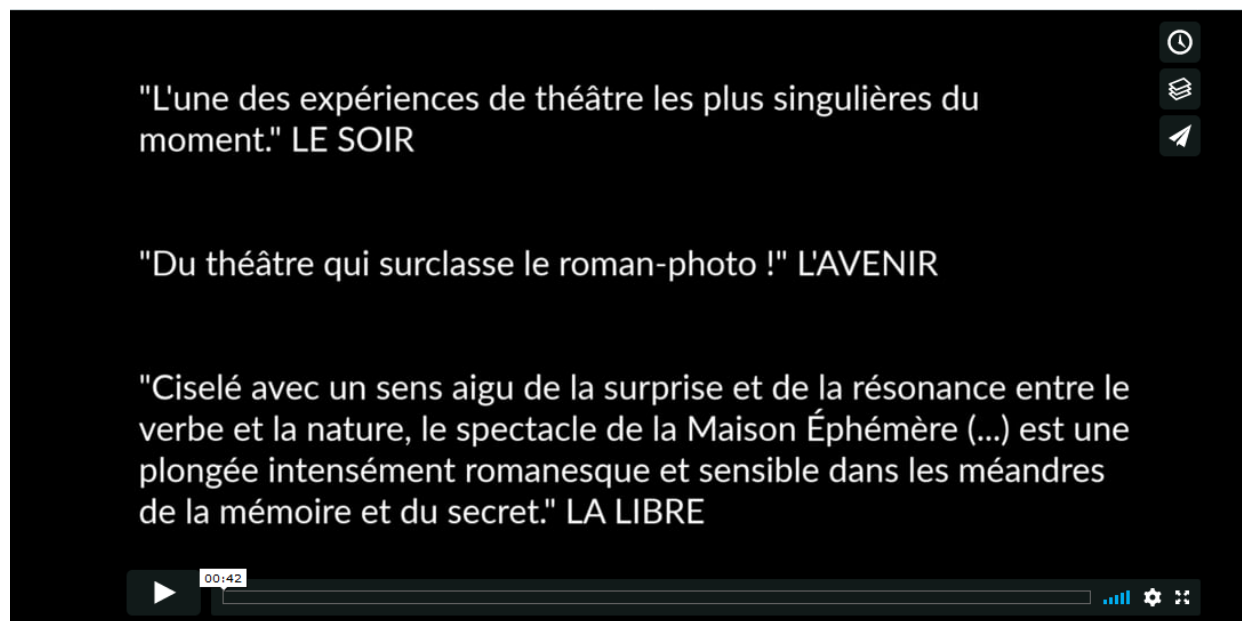 "L'une des expériences de théâtre les plus singulières du
moment." LE SOIR
"Du théâtre qui surclasse le roman-photo !" L'AVENIR
"Ciselé avec un sens aigu de la surprise et de la résonance entre le
verbe et la nature, le spectacle de la Maison Éphémère (...) est une
plongée intensément romanesque et sensible dans les méandres
de la mémoire et du secret." LA LIBRE
00:42